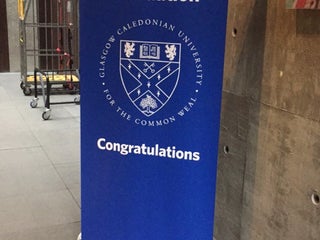 GLASGOW CALEDONIAN UNIVERSITY
FOR THE COMMON WEAL
Congratulations